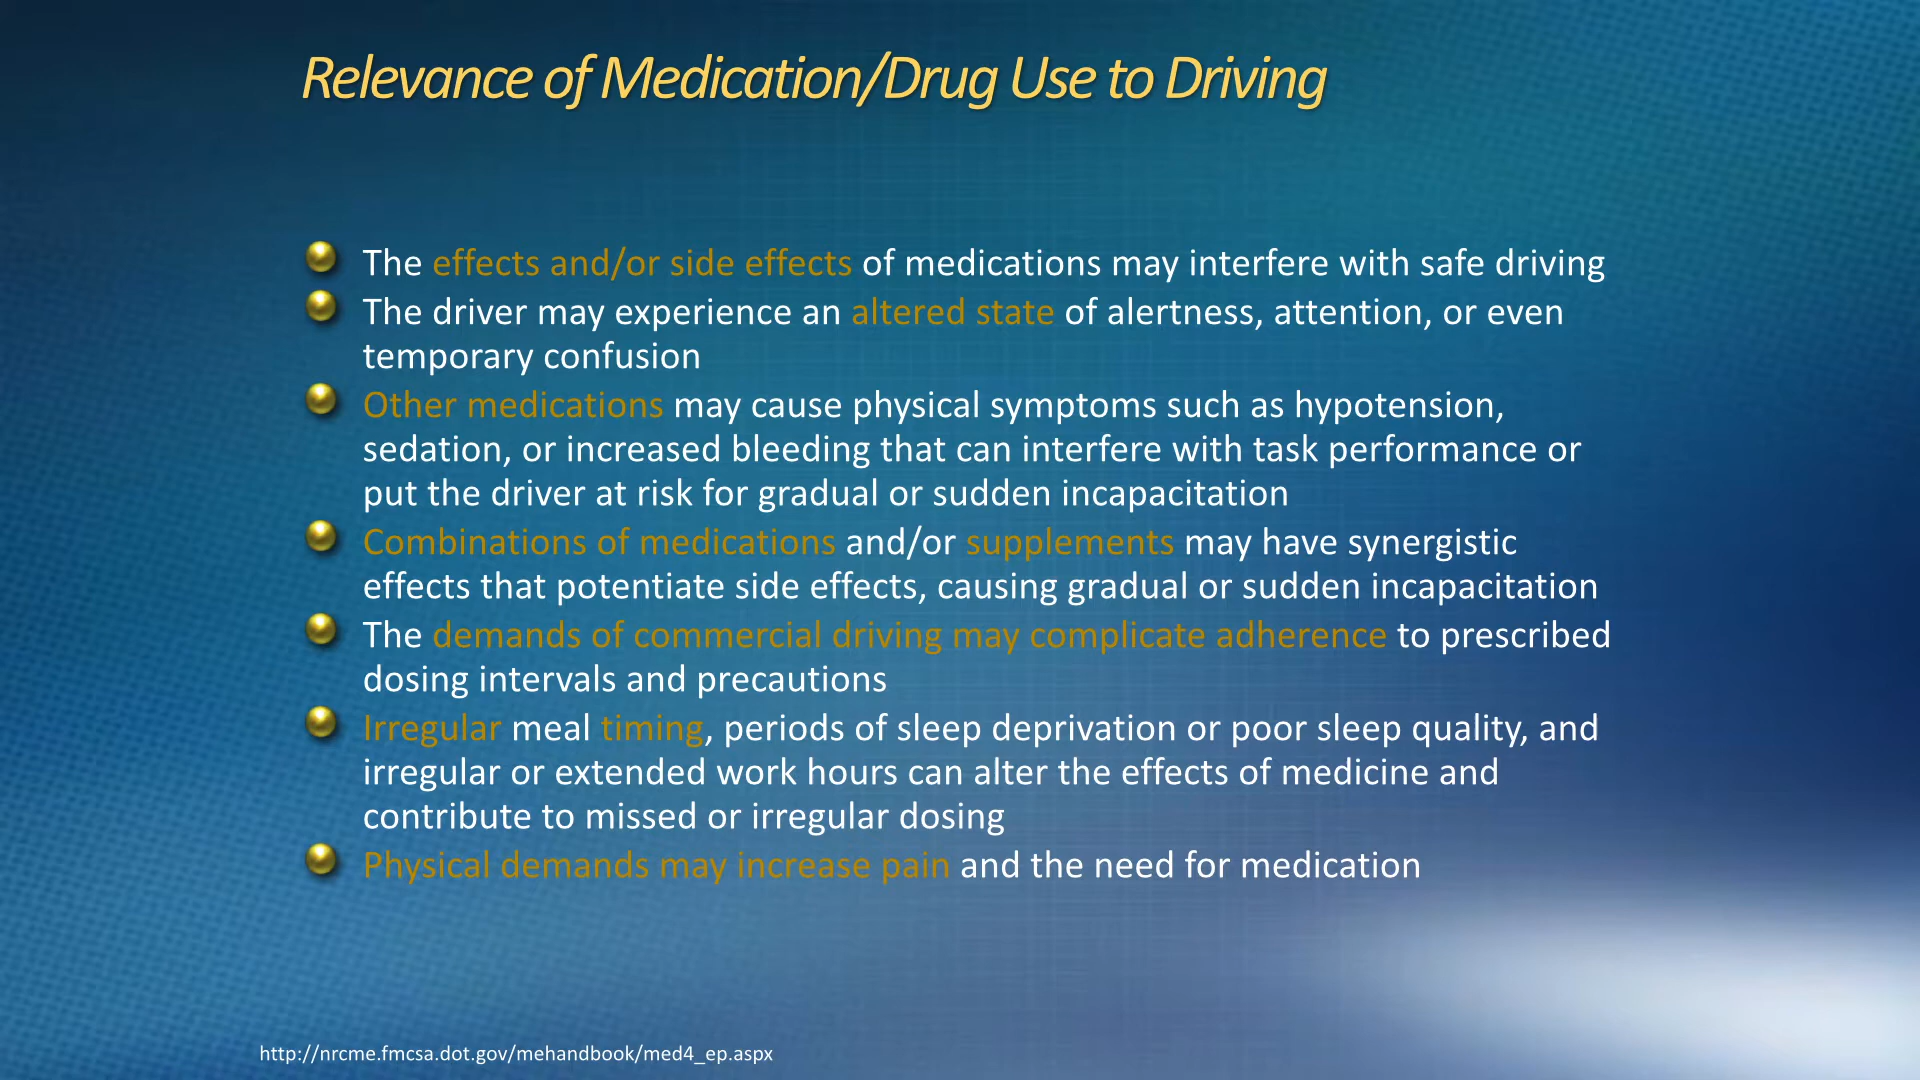 Relevance of Medication/Drug Use to Driving
The effects and/or side effects of medications may interfere with safe driving
The driver may experience an altered state of alertness, attention, or even
temporary confusion
Other medications may cause physical symptoms such as hypotension,
sedation, or increased bleeding that can interfere with task performance or
put the driver at risk for gradual or sudden incapacitation
Combinations of medications and/or supplements may have synergistic
effects that potentiate side effects, causing gradual or sudden incapacitation
The demands of commercial driving may complicate adherence to prescribed
dosing intervals and precautions
Irregular meal timing, periods of sleep deprivation or poor sleep quality, and
irregular or extended work hours can alter the effects of medicine and
contribute to missed or irregular dosing
Physical demands may increase pain and the need for medication
http://nrcme.fmcsa.dot.gov/mehandbook/med4_ep.aspx